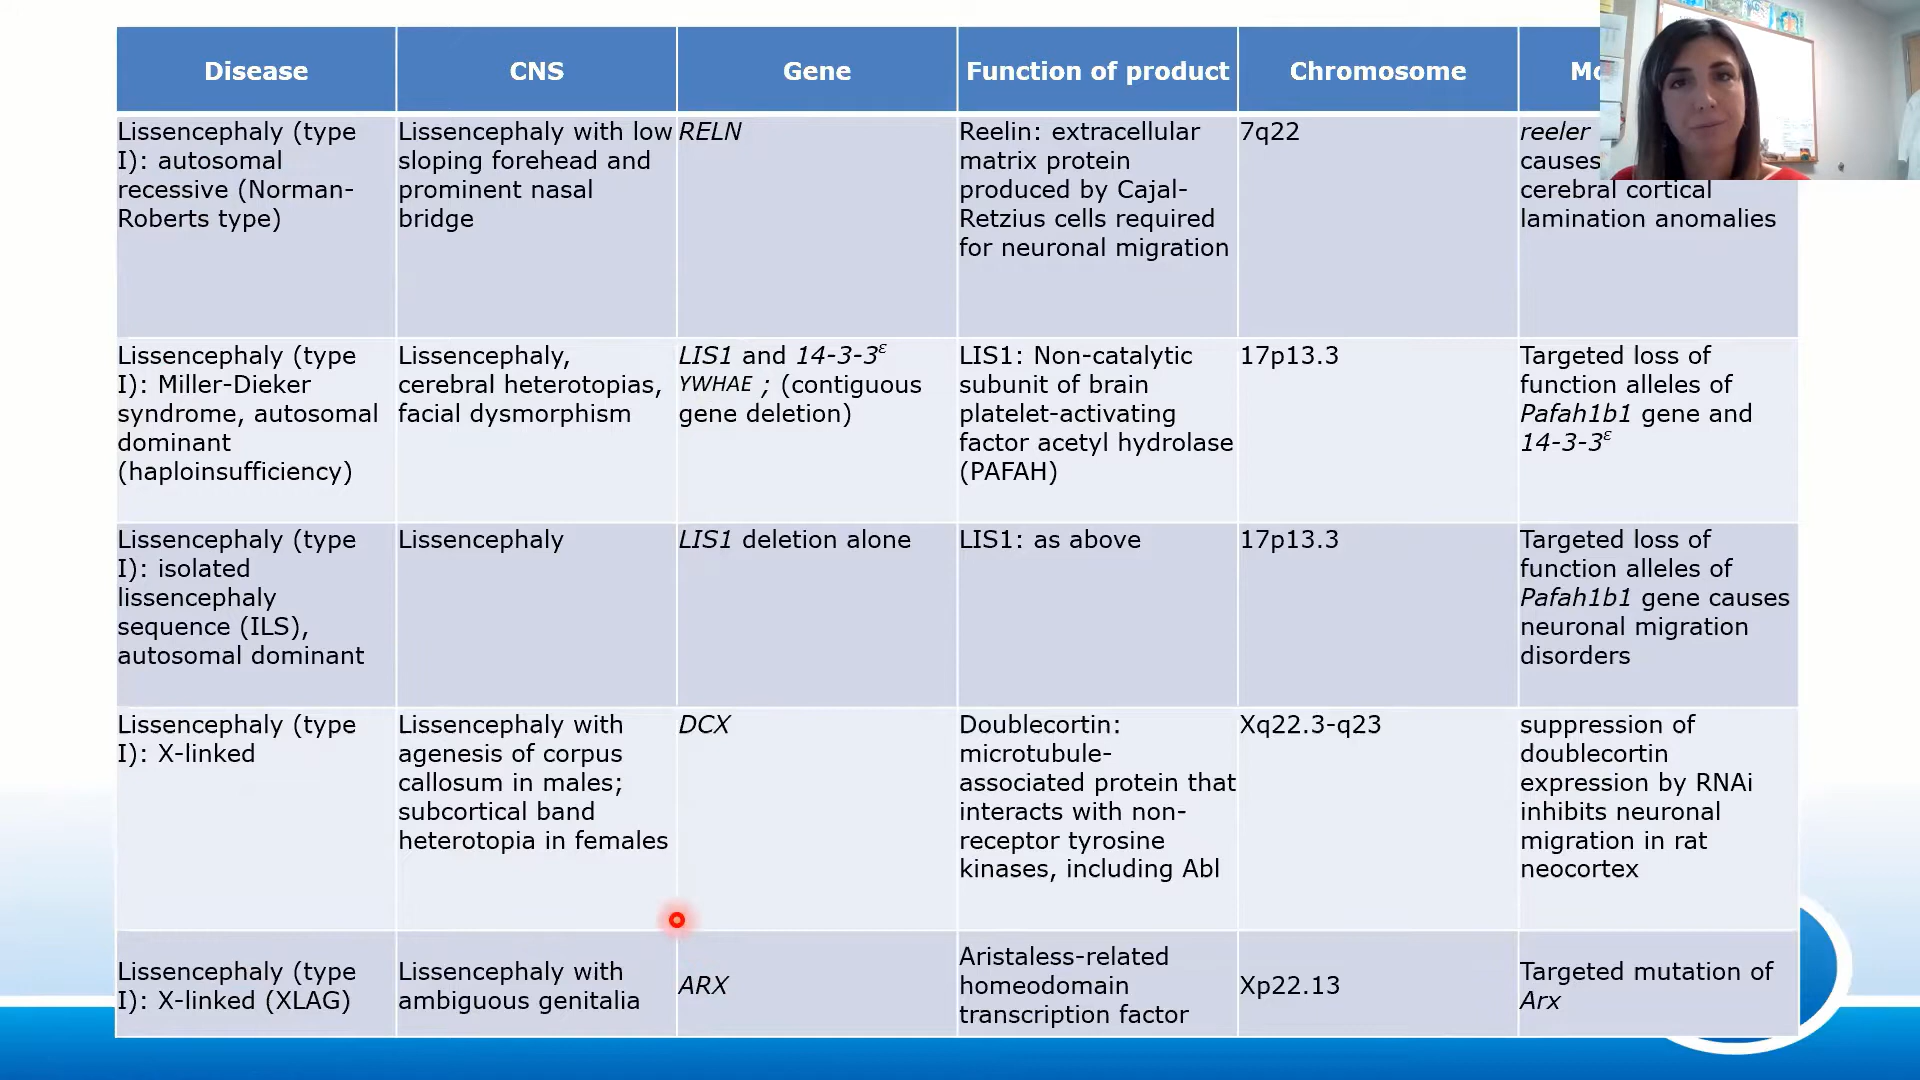 Disease
CNS
Gene
Function of product
Chromosome
Lissencephaly (type
I): autosomal
recessive (Norman-
Roberts type)
Lissencephaly with low
sloping forehead and
prominent nasal
bridge
RELN
Reelin: extracellular
matrix protein
produced by Cajal-
Retzius cells required
for neuronal migration
7q22
reeler
causes
cerebral cortical
lamination anomalies
Lissencephaly (type
I): Miller-Dieker
syndrome, autosomal
dominant
(haploinsufficiency)
Lissencephaly,
cerebral heterotopias,
facial dysmorphism
LIS1 and 14-3-3ε
YWHAE ; (contiguous
gene deletion)
LIS1: Non-catalytic
subunit of brain
platelet-activating
factor acetyl hydrolase
(PAFAH)
17p13.3
Targeted loss of
function alleles of
Pafah1b1 gene and
14-3-3ε
Lissencephaly (type
I): isolated
lissencephaly
sequence (ILS),
autosomal dominant
Lissencephaly
LIS1 deletion alone
LIS1: as above
17p13.3
Targeted loss of
function alleles of
Pafah1b1 gene causes
neuronal migration
disorders
Lissencephaly (type
I): X-linked
Lissencephaly with
agenesis of corpus
callosum in males;
subcortical band
heterotopia in females
DCX
Doublecortin:
microtubule-
associated protein that
interacts with non-
receptor tyrosine
kinases, including Abl
Xq22.3-q23
suppression of
doublecortin
expression by RNAi
inhibits neuronal
migration in rat
neocortex
Lissencephaly (type
I): X-linked (XLAG)
Lissencephaly with
ambiguous genitalia
ARX
Aristaless-related
homeodomain
transcription factor
Xp22.13
Targeted mutation of
Arx